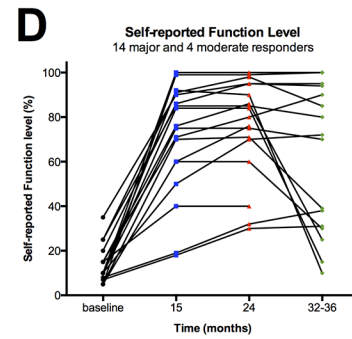 D
Self-reported Function Level
14 major and 4 moderate responders
Self-reported Function level (%)
100
80
60
40
20
0
baseline 15 24 32-36
Time (months)